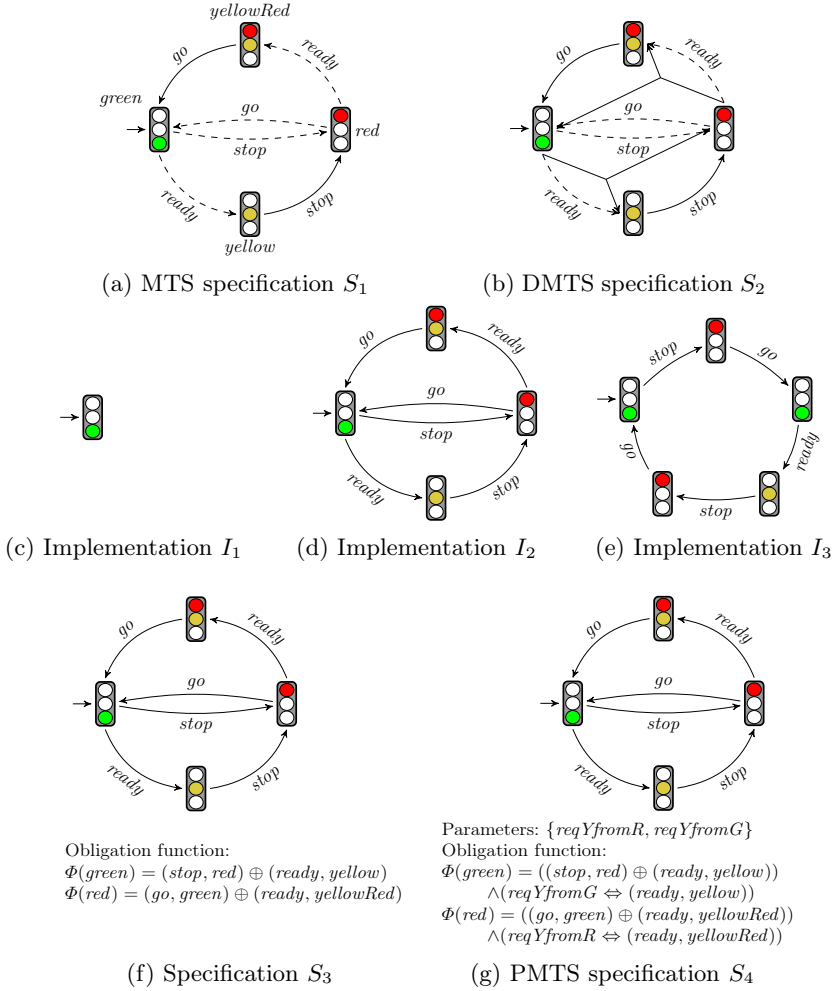 yellowRed
go
ready
green
go
stop
red
ready
stop
yellow
(a) MTS specification S₁
go
ready
go
stop
ready
stop
(b) DMTS specification S₂
(c) Implementation I₁
go
ready
go
stop
ready
stop
(d) Implementation I₂
stop
go
ready
go
stop
(e) Implementation I₃
go
ready
go
stop
ready
stop
Obligation function:
Φ(green) = (stop, red) ⊕ (ready, yellow)
Φ(red) = (go, green) ⊕ (ready, yellowRed)
(f) Specification S₃
go
ready
go
stop
ready
stop
Parameters: {reqYfromR, reqYfromG}
Obligation function:
Φ(green) = ((stop, red) ⊕ (ready, yellow))
∧(reqYfromG ⇔ (ready, yellow))
Φ(red) = ((go, green) ⊕ (ready, yellowRed))
∧(reqYfromR ⇔ (ready, yellowRed))
(g) PMTS specification S₄